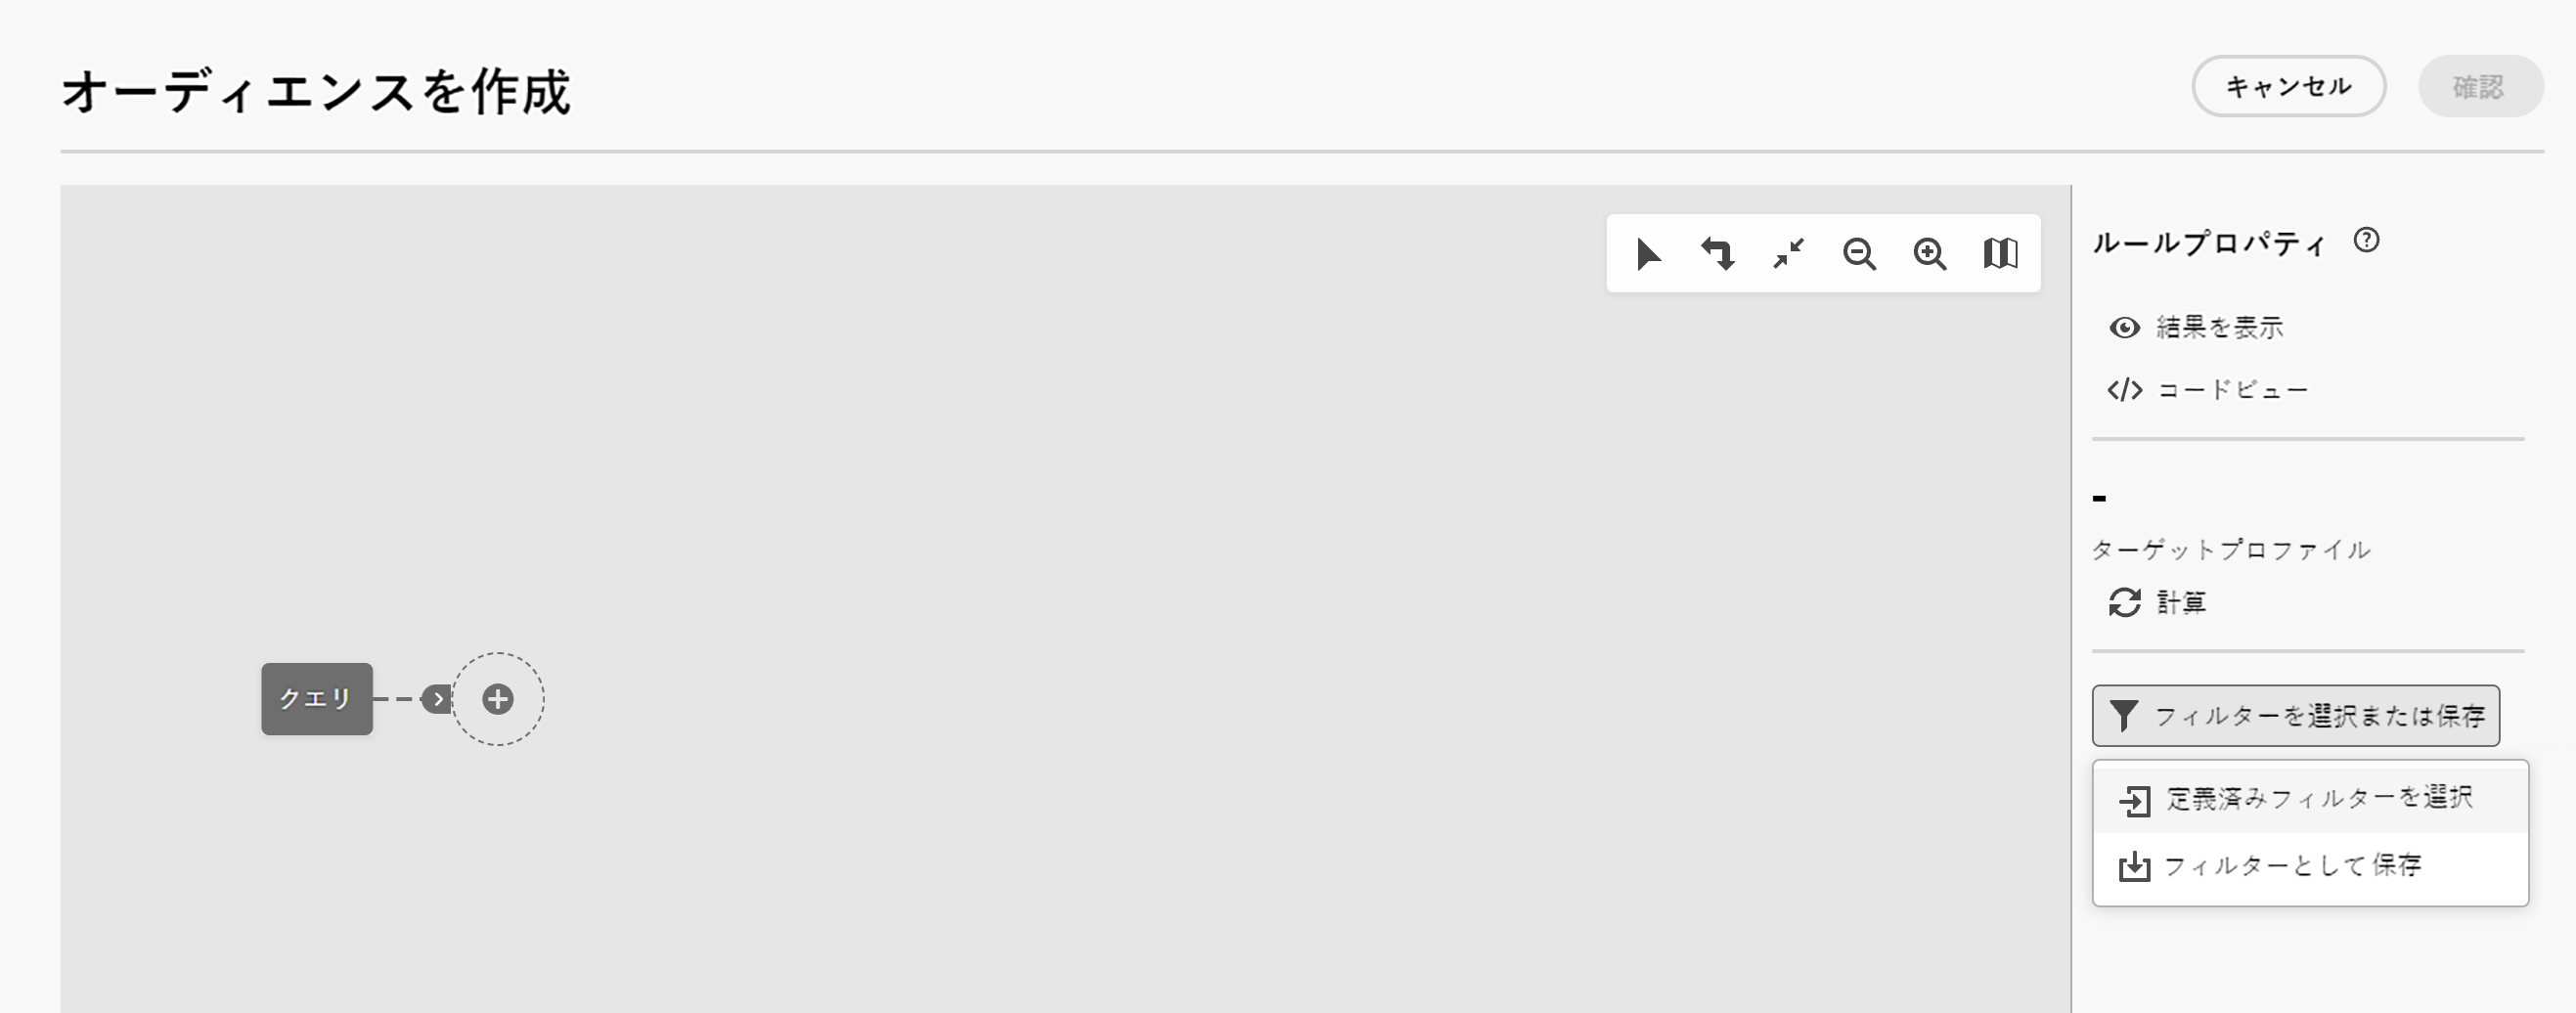 オーディエンスを作成
キャンセル
確認
ルールプロパティ
結果を表示
コードビュー
-
ターゲットプロファイル
計算
クエリ
フィルターを選択または保存
定義済みフィルターを選択
フィルターとして保存